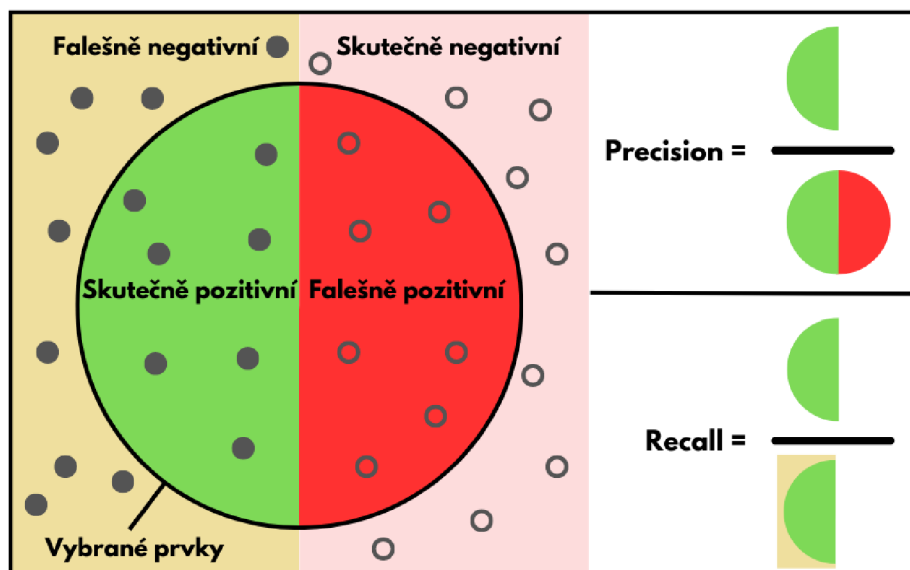 Falešně negativní
Skutečně negativní
Skutečně pozitivní
Falešně pozitivní
Vybrané prvky
Precision =
Recall =